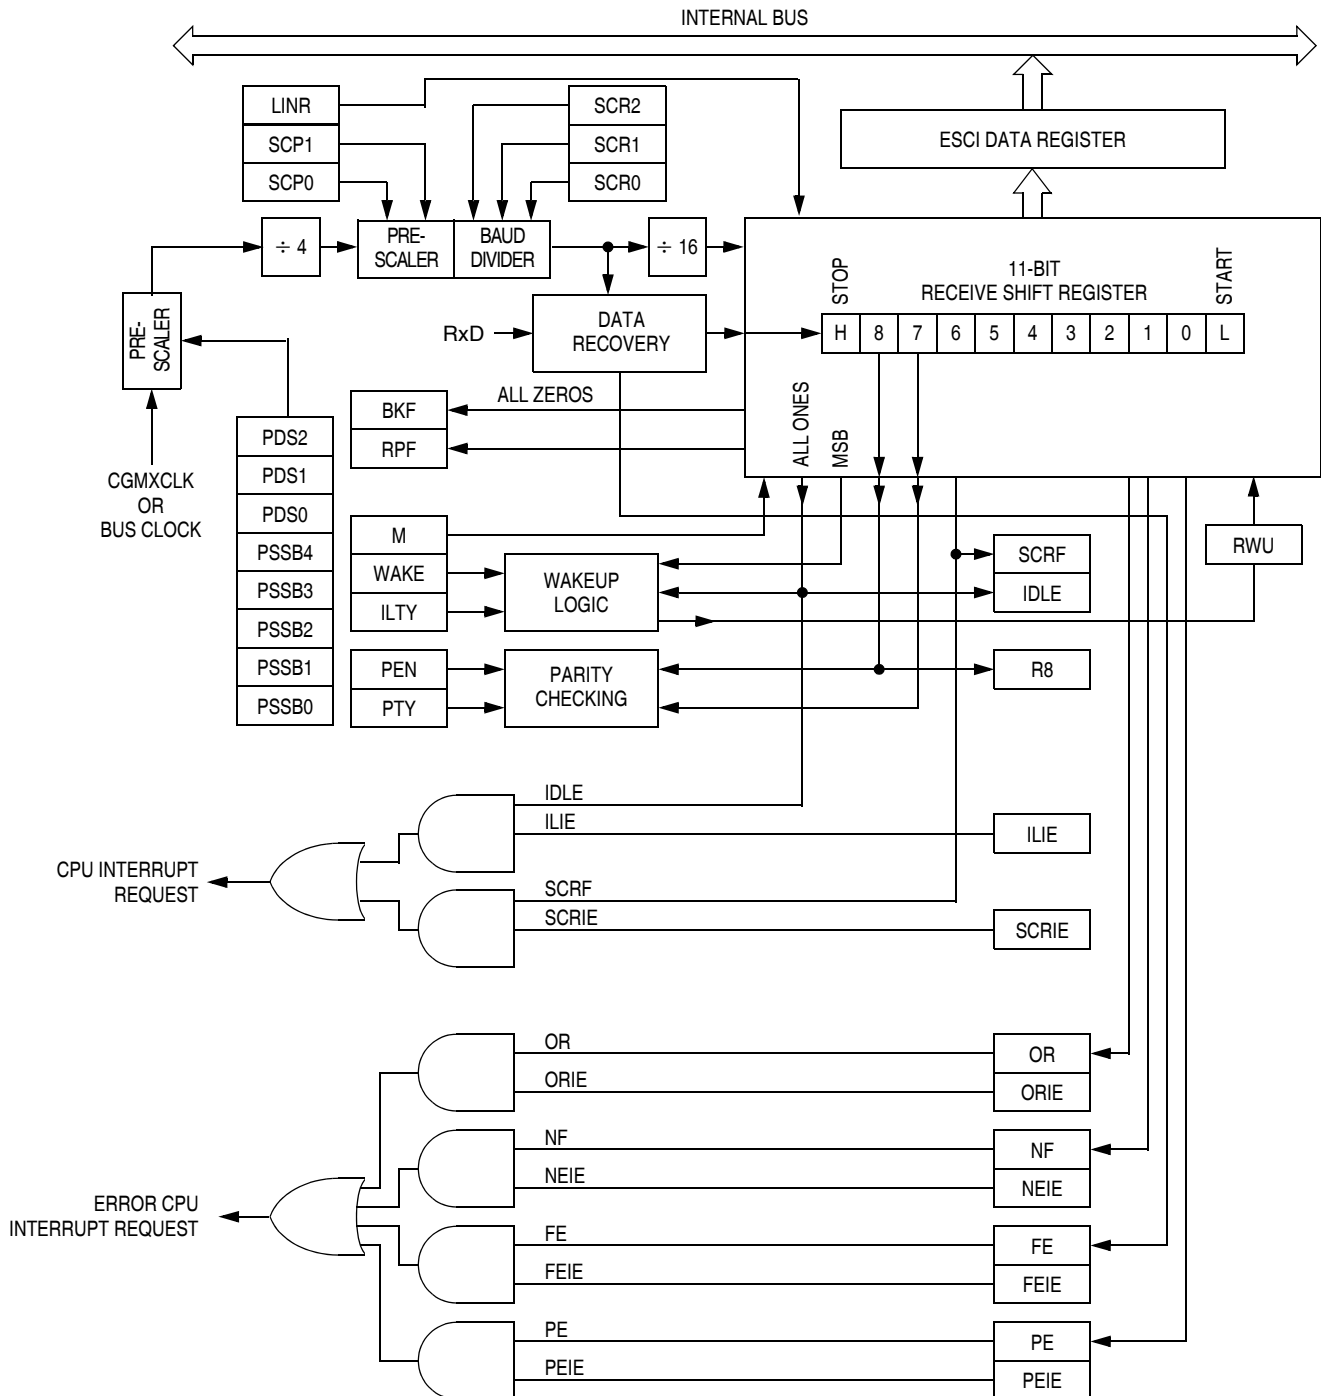 INTERNAL BUS
LINR
SCP1
SCP0
SCR2
SCR1
SCR0
ESCI DATA REGISTER
÷ 4
PRE-
SCALER
BAUD
DIVIDER
÷ 16
PRE-
SCALER
CGMXCLK
OR
BUS CLOCK
RxD
DATA
RECOVERY
STOP
11-BIT
RECEIVE SHIFT REGISTER
START
H 8 7 6 5 4 3 2 1 0 L
ALL ONES
MSB
ALL ZEROS
BKF
RPF
PDS2
PDS1
PDS0
PSSB4
PSSB3
PSSB2
PSSB1
PSSB0
M
WAKE
ILTY
WAKEUP
LOGIC
SCRF
IDLE
RWU
PEN
PTY
PARITY
CHECKING
R8
IDLE
ILIE
ILIE
CPU INTERRUPT
REQUEST
SCRF
SCRIE
SCRIE
OR
ORIE
OR
ORIE
NF
NEIE
NF
NEIE
ERROR CPU
INTERRUPT REQUEST
FE
FEIE
FE
FEIE
PE
PEIE
PE
PEIE